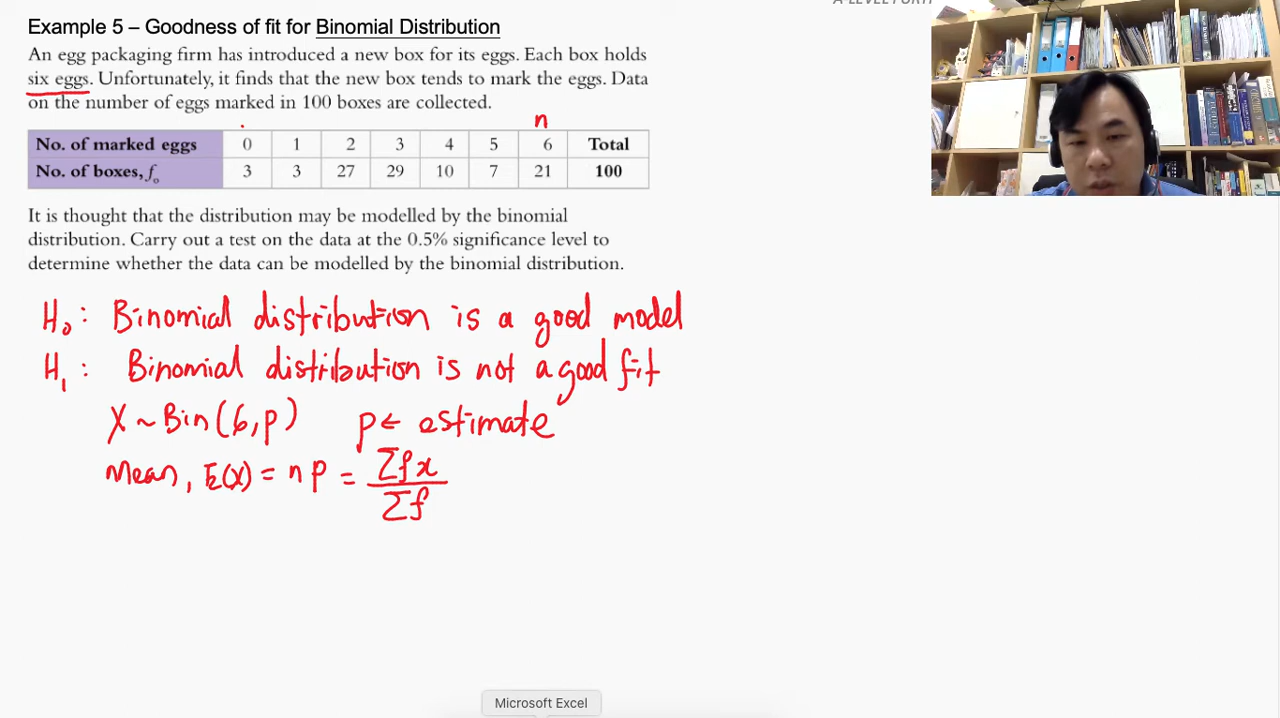 Example 5 – Goodness of fit for Binomial Distribution
An egg packaging firm has introduced a new box for its eggs. Each box holds
six eggs. Unfortunately, it finds that the new box tends to mark the eggs. Data
on the number of eggs marked in 100 boxes are collected.
n
No. of marked eggs 0 1 2 3 4 5 6 Total
No. of boxes, fₒ 3 3 27 29 10 7 21 100
It is thought that the distribution may be modelled by the binomial
distribution. Carry out a test on the data at the 0.5% significance level to
determine whether the data can be modelled by the binomial distribution.
H₀ : Binomial distribution is a good model
H₁ : Binomial distribution is not a good fit
X ~ Bin(6,p) p ← estimate
Mean, E(X) = np = Σfx / Σf
Microsoft Excel